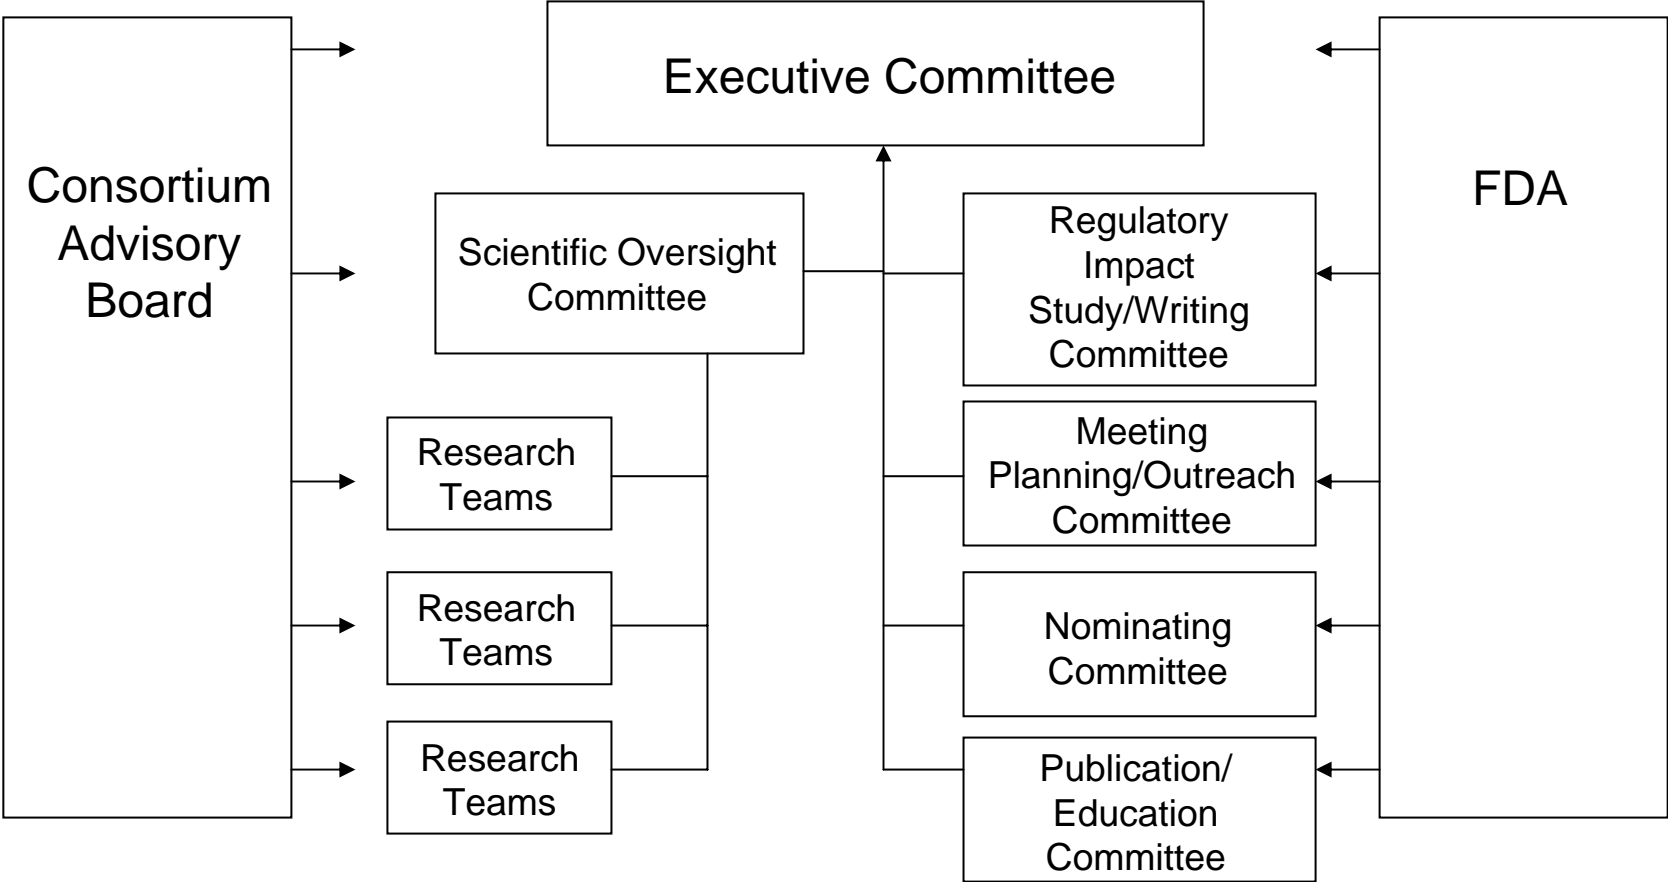 Executive Committee
Consortium
Advisory
Board
FDA
Scientific Oversight
Committee
Regulatory
Impact
Study/Writing
Committee
Research
Teams
Meeting
Planning/Outreach
Committee
Research
Teams
Nominating
Committee
Research
Teams
Publication/
Education
Committee